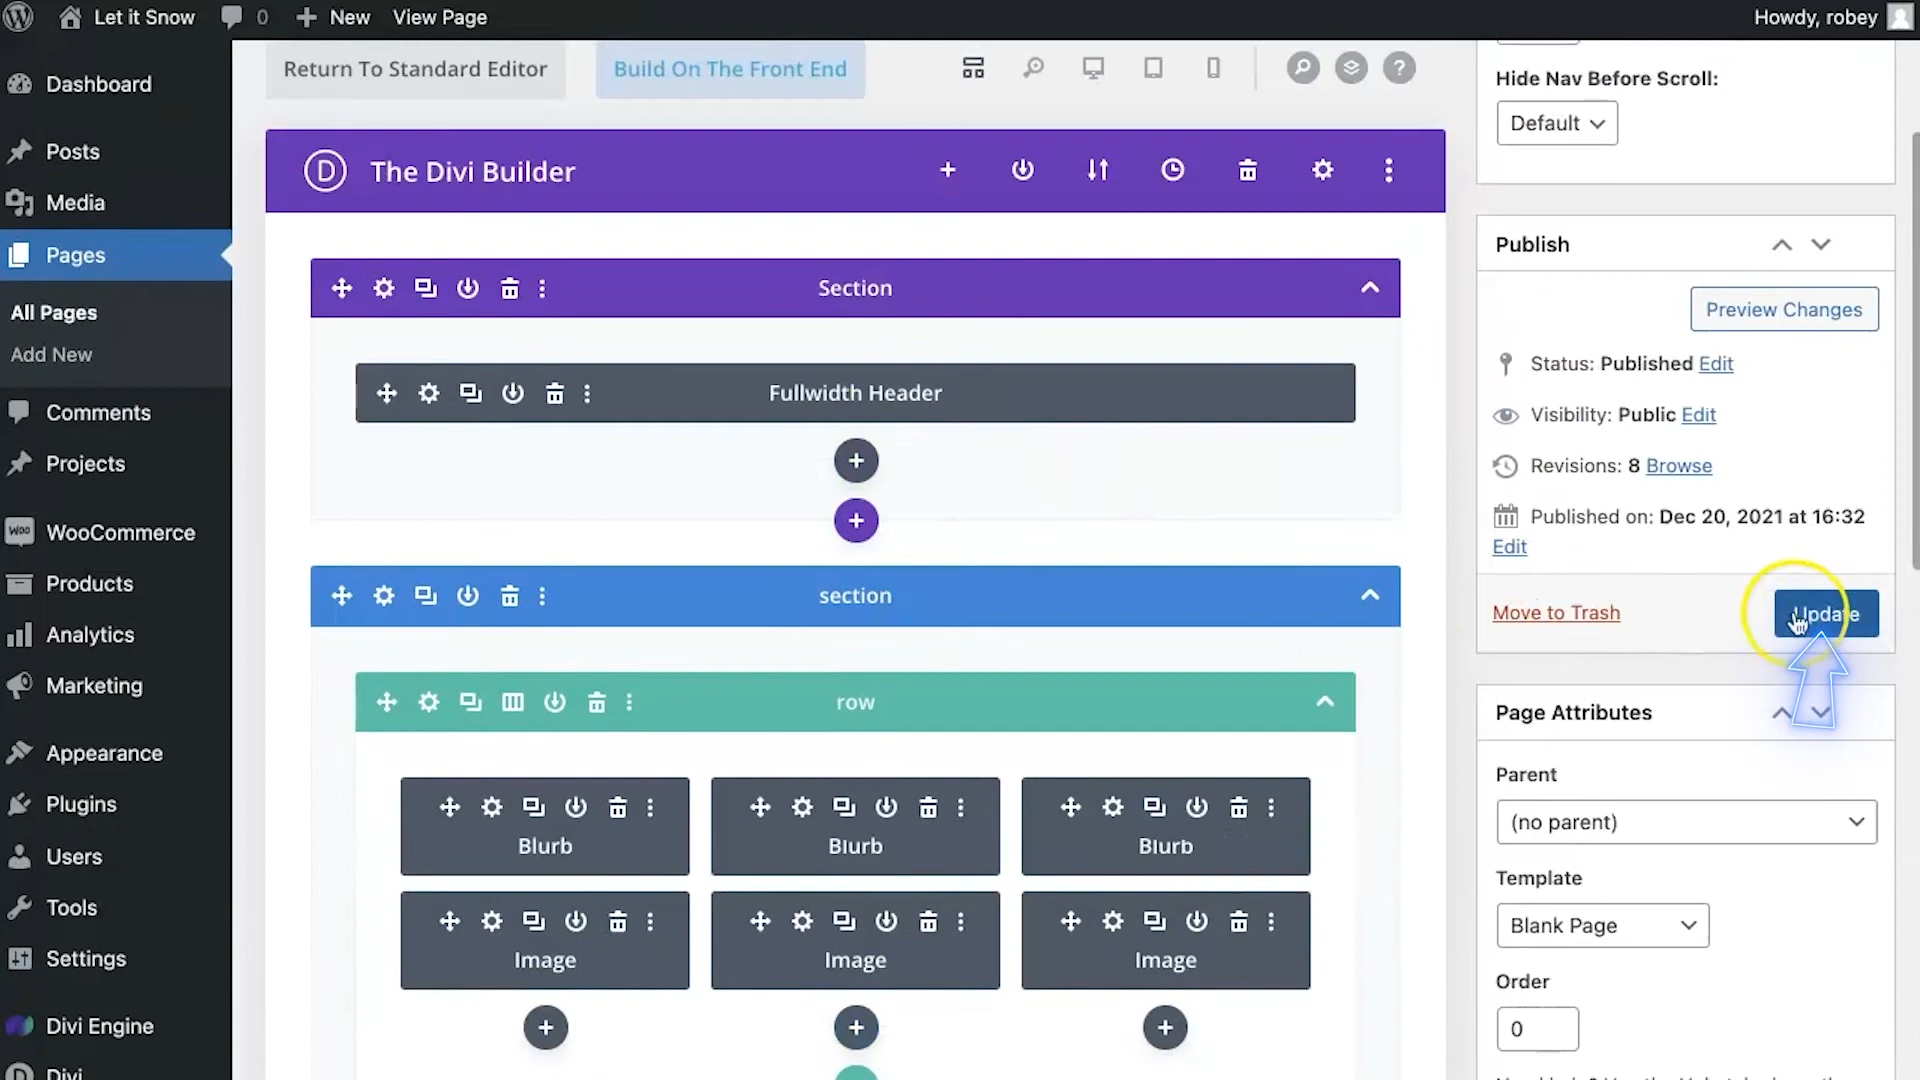 Let it Snow
0
New
View Page
Howdy, robey
Dashboard
Posts
Media
Pages
All Pages
Add New
Comments
Projects
WOO
WooCommerce
Products
Analytics
Marketing
Appearance
Plugins
Users
Tools
Settings
Divi Engine
Divi
Return To Standard Editor
Build On The Front End
?
D
The Divi Builder
Section
Fullwidth Header
section
row
Blurb
Blurb
Blurb
Image
Image
Image
Hide Nav Before Scroll:
Default
Publish
Preview Changes
Status: Published Edit
Visibility: Public Edit
Revisions: 8 Browse
Published on: Dec 20, 2021 at 16:32
Edit
Move to Trash
Update
Page Attributes
Parent
(no parent)
Template
Blank Page
Order
0